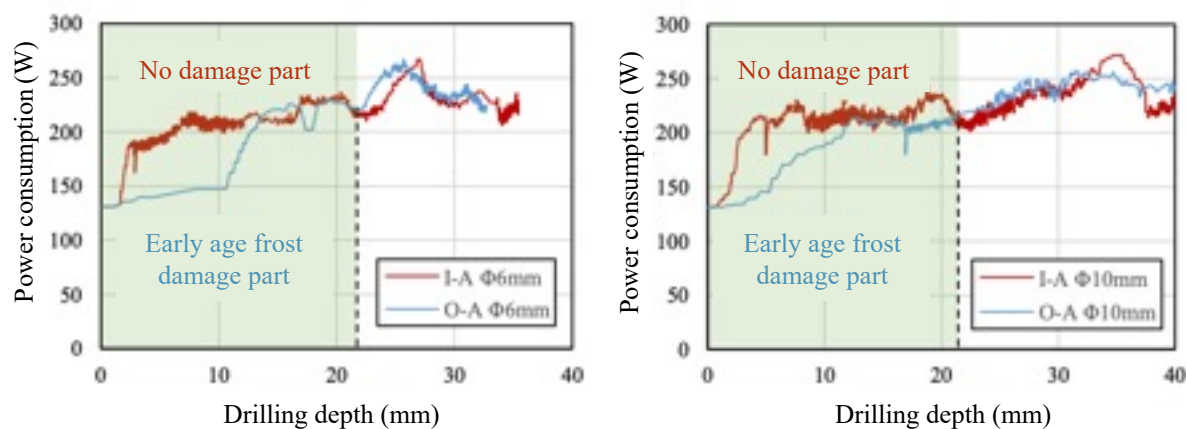 300
250
200
150
100
50
0
Power consumption (W)
No damage part
Early age frost
damage part
I-A Φ6mm
O-A Φ6mm
0 10 20 30 40
Drilling depth (mm)
300
250
200
150
100
50
0
Power consumption (W)
No damage part
Early age frost
damage part
I-A Φ10mm
O-A Φ10mm
0 10 20 30 40
Drilling depth (mm)